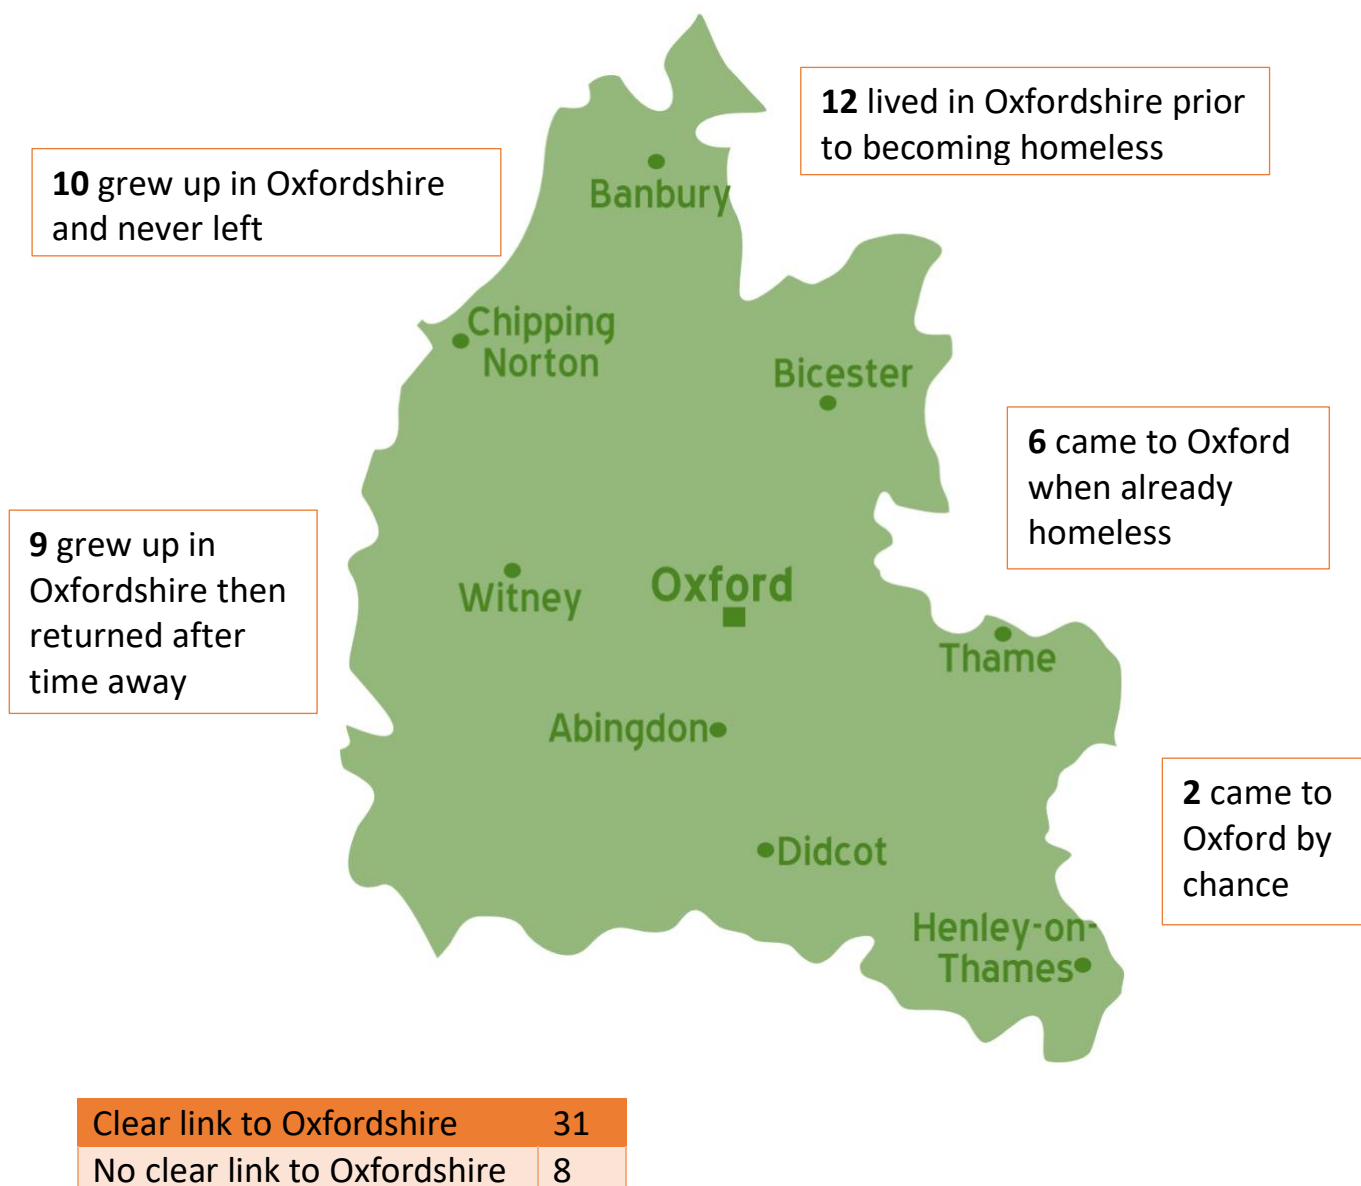 12 lived in Oxfordshire prior
to becoming homeless
10 grew up in Oxfordshire
and never left
Banbury
Chipping
Norton
Bicester
6 came to Oxford
when already
homeless
9 grew up in
Oxfordshire then
returned after
time away
Witney
Oxford
Thame
Abingdon
2 came to
Oxford by
chance
Didcot
Henley-on-
Thames
Clear link to Oxfordshire 31
No clear link to Oxfordshire 8